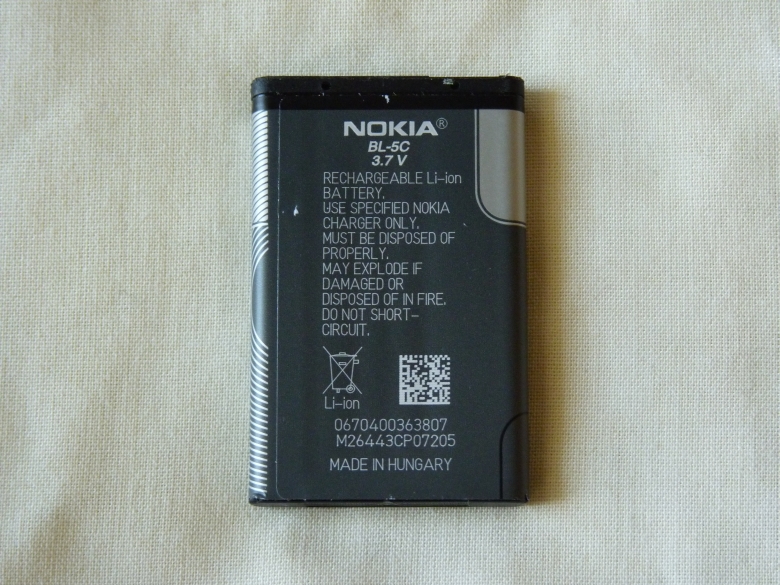 NOKIA®
BL-5C
3.7 V
RECHARGEABLE Li-ion
BATTERY.
USE SPECIFIED NOKIA
CHARGER ONLY.
MUST BE DISPOSED OF
PROPERLY.
MAY EXPLODE IF
DAMAGED OR
DISPOSED OF IN FIRE.
DO NOT SHORT-
CIRCUIT.
Li-ion
0670400363807
M26443CP07205
MADE IN HUNGARY